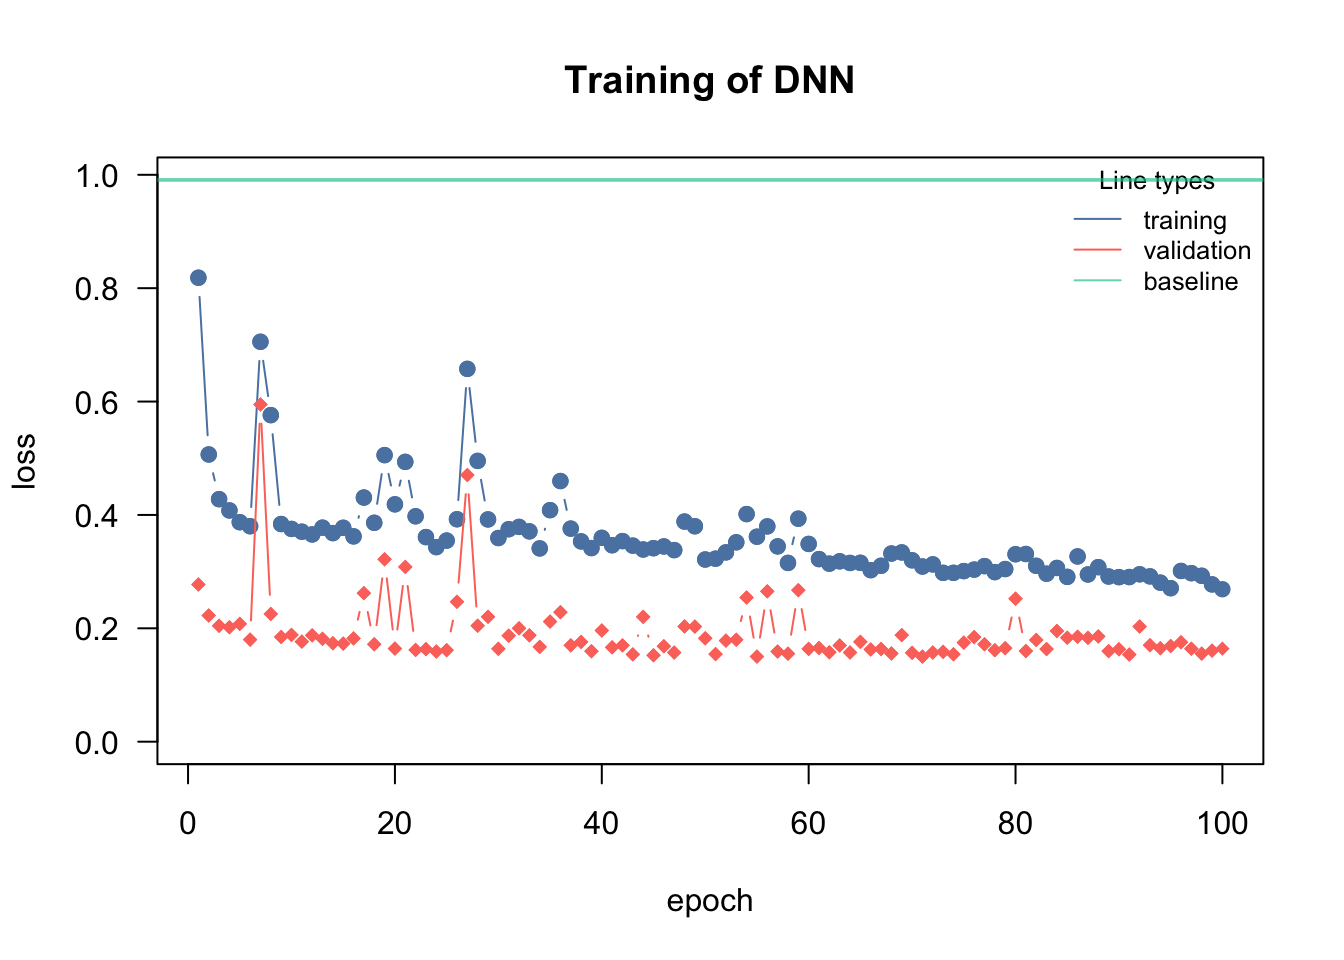 Training of DNN
1.0
0.8
0.6
0.4
0.2
0.0
loss
Line types
training
validation
baseline
0 20 40 60 80 100
epoch